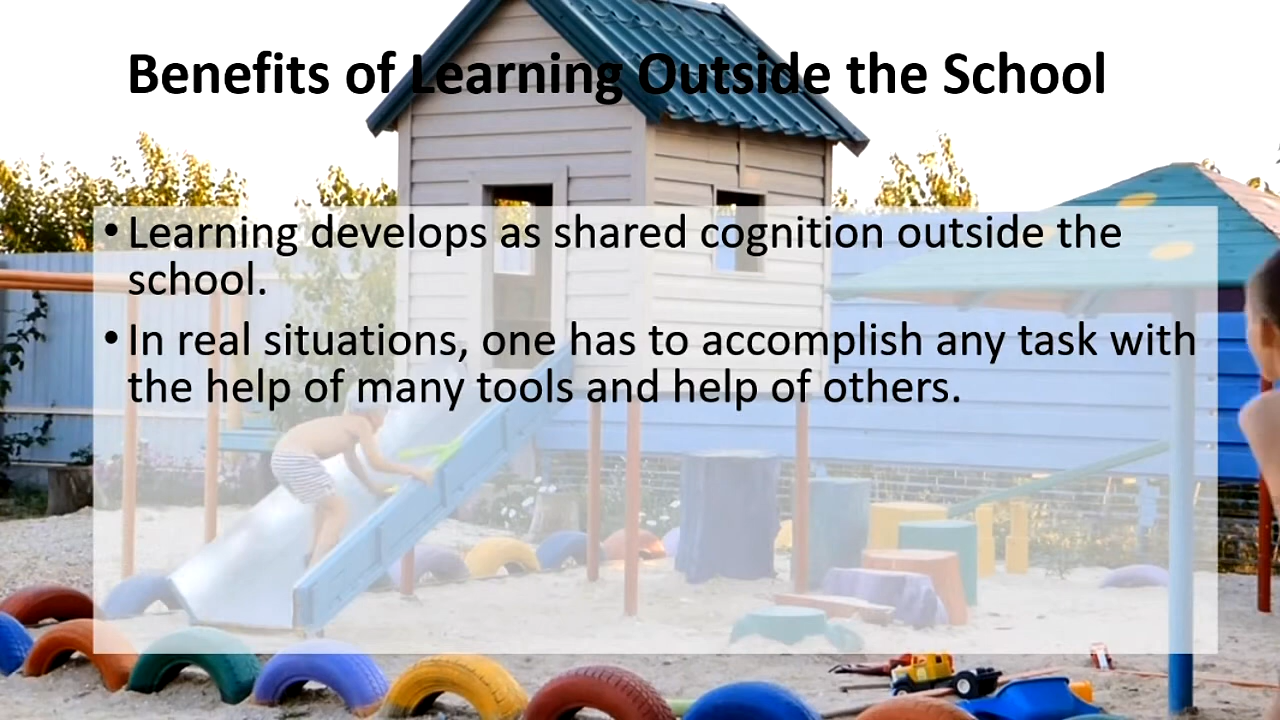 Benefits of Learning Outside the School
• Learning develops as shared cognition outside the
school.
• In real situations, one has to accomplish any task with
the help of many tools and help of others.